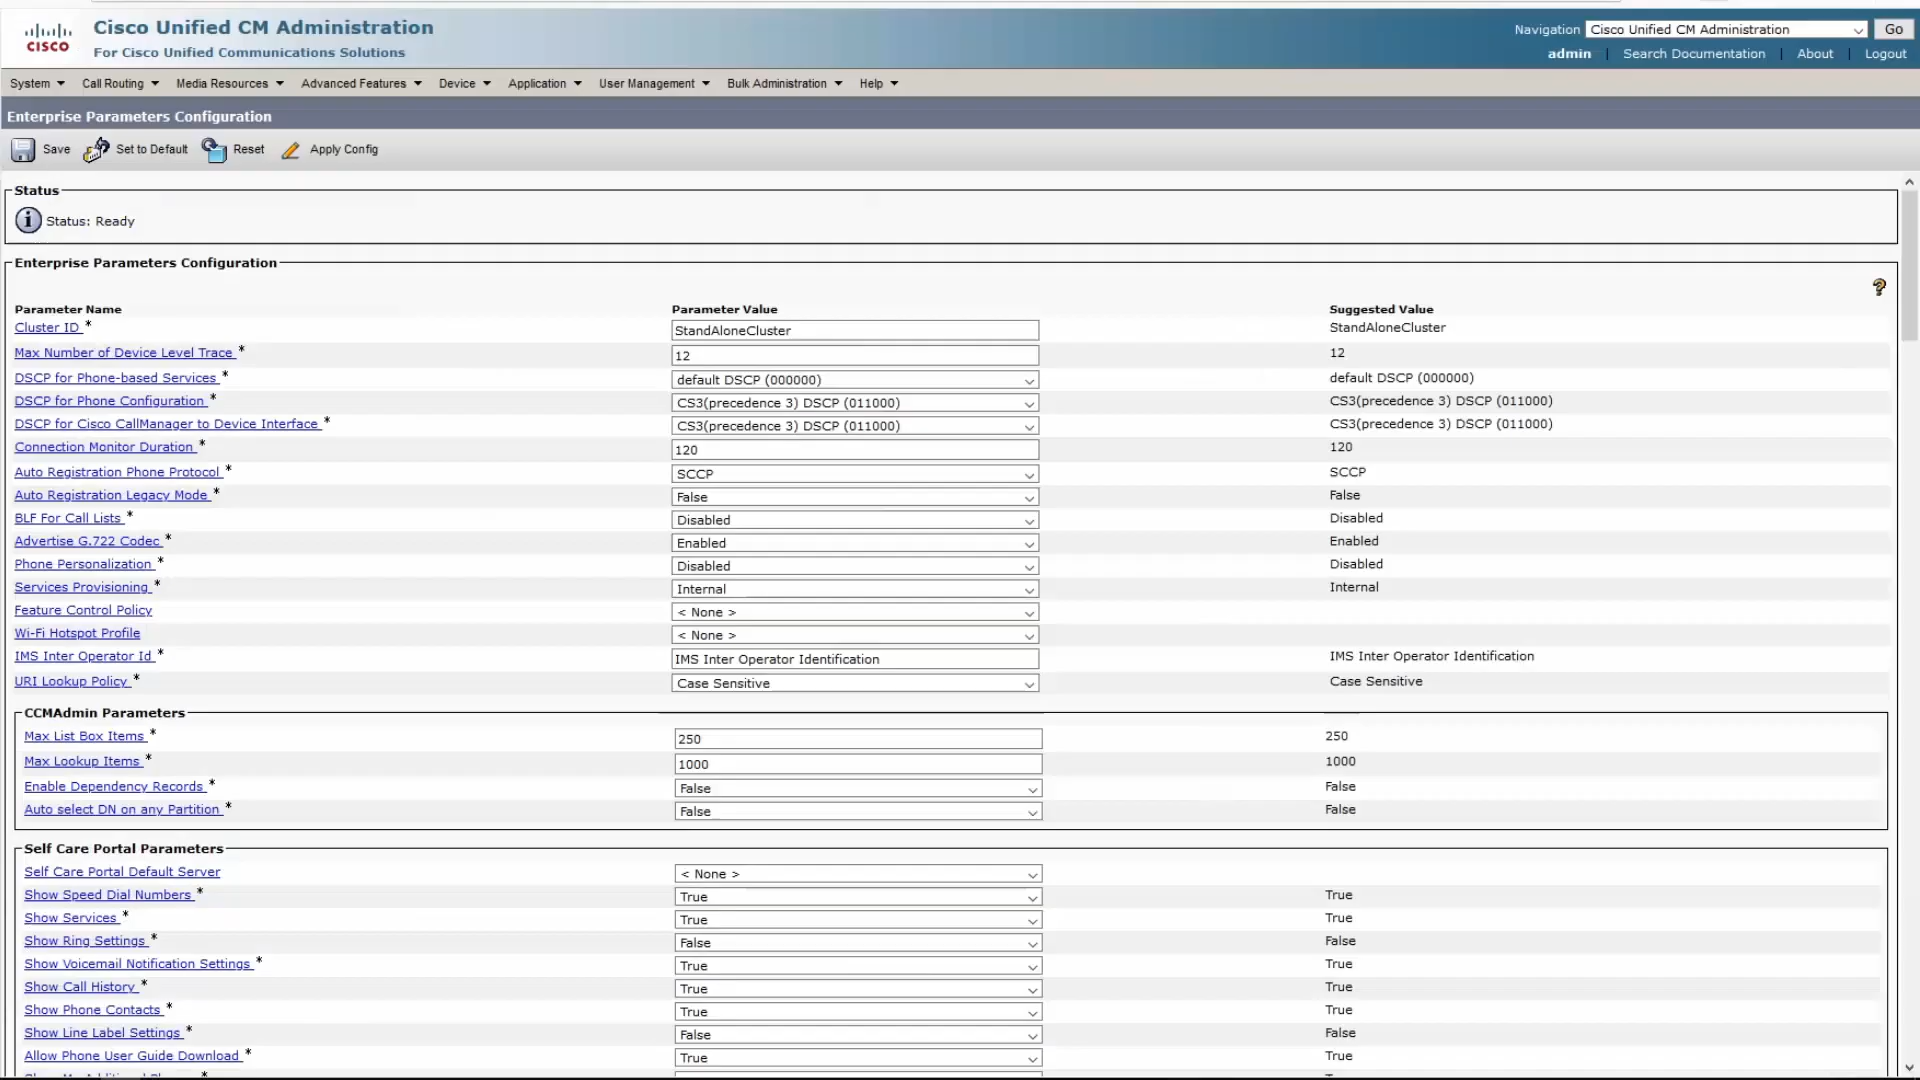 CISCO
Cisco Unified CM Administration
For Cisco Unified Communications Solutions
Navigation Cisco Unified CM Administration Go
admin | Search Documentation | About | Logout
System Call Routing Media Resources Advanced Features Device Application User Management Bulk Administration Help
Enterprise Parameters Configuration
Save Set to Default Reset Apply Config
Status
Status: Ready
Enterprise Parameters Configuration
Parameter Name Parameter Value Suggested Value
Cluster ID * StandAloneCluster StandAloneCluster
Max Number of Device Level Trace * 12 12
DSCP for Phone-based Services * default DSCP (000000) default DSCP (000000)
DSCP for Phone Configuration * CS3(precedence 3) DSCP (011000) CS3(precedence 3) DSCP (011000)
DSCP for Cisco CallManager to Device Interface * CS3(precedence 3) DSCP (011000) CS3(precedence 3) DSCP (011000)
Connection Monitor Duration * 120 120
Auto Registration Phone Protocol * SCCP SCCP
Auto Registration Legacy Mode * False False
BLF For Call Lists * Disabled Disabled
Advertise G.722 Codec * Enabled Enabled
Phone Personalization * Disabled Disabled
Services Provisioning * Internal Internal
Feature Control Policy < None >
Wi-Fi Hotspot Profile < None >
IMS Inter Operator Id * IMS Inter Operator Identification IMS Inter Operator Identification
URI Lookup Policy * Case Sensitive Case Sensitive
CCMAdmin Parameters
Max List Box Items * 250 250
Max Lookup Items * 1000 1000
Enable Dependency Records * False False
Auto select DN on any Partition * False False
Self Care Portal Parameters
Self Care Portal Default Server < None >
Show Speed Dial Numbers * True True
Show Services * True True
Show Ring Settings * False False
Show Voicemail Notification Settings * True True
Show Call History * True True
Show Phone Contacts * True True
Show Line Label Settings * False False
Allow Phone User Guide Download * True True